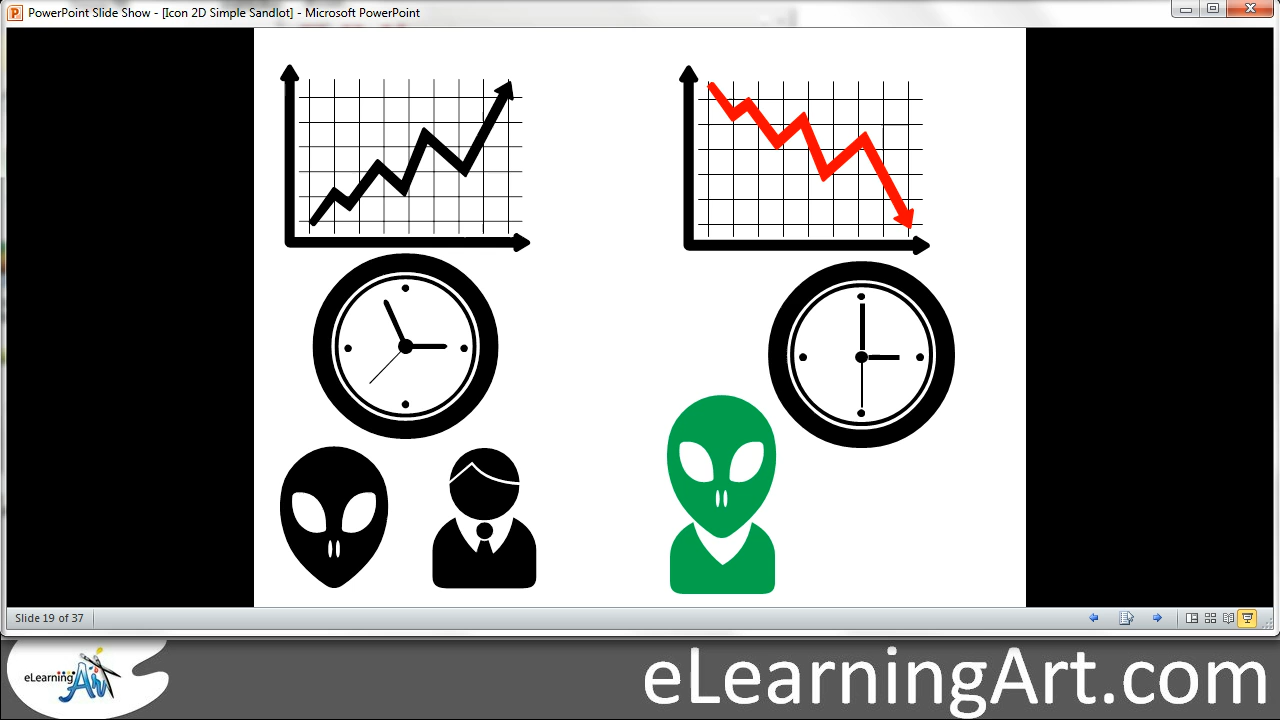 PowerPoint Slide Show - [Icon 2D Simple Sandlot] - Microsoft PowerPoint
Slide 19 of 37
eLearning
Art
eLearningArt.com